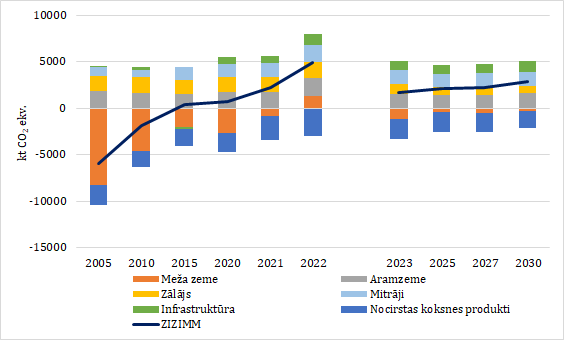 10000
5000
0
-5000
-10000
-15000
kt CO₂ ekv.
2005 2010 2015 2020 2021 2022 2023 2025 2027 2030
Meža zeme Aramzeme
Zālājs Mitrāji
Infrastruktūra Nocirstas koksnes produkti
ZIZIMM